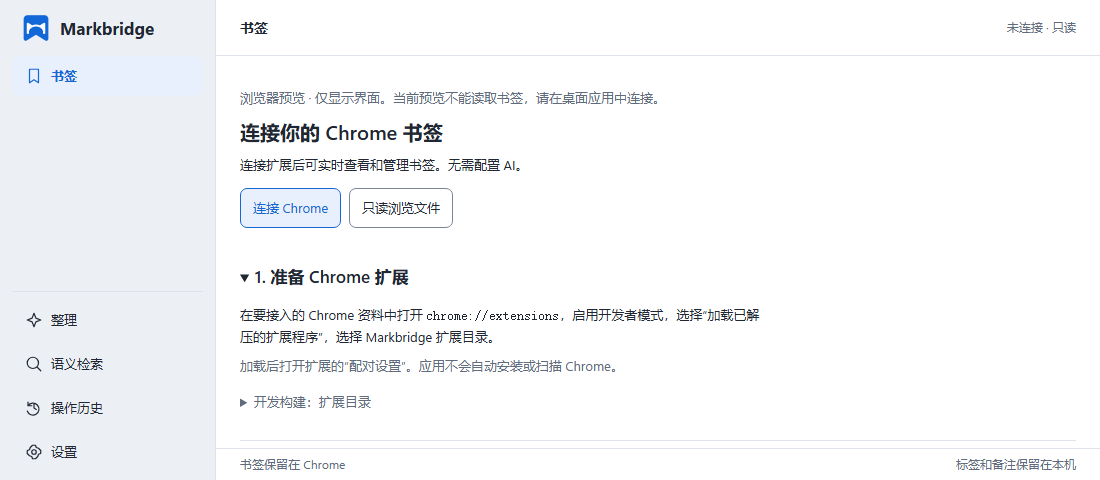 Markbridge
书签
整理
语义检索
操作历史
设置
书签
未连接 · 只读
浏览器预览 · 仅显示界面。当前预览不能读取书签，请在桌面应用中连接。
连接你的 Chrome 书签
连接扩展后可实时查看和管理书签。无需配置 AI。
连接 Chrome
只读浏览文件
1. 准备 Chrome 扩展
在要接入的 Chrome 资料中打开 chrome://extensions，启用开发者模式，选择“加载已解
压的扩展程序”，选择 Markbridge 扩展目录。
加载后打开扩展的“配对设置”。应用不会自动安装或扫描 Chrome。
开发构建：扩展目录
书签保留在 Chrome
标签和备注保留在本机